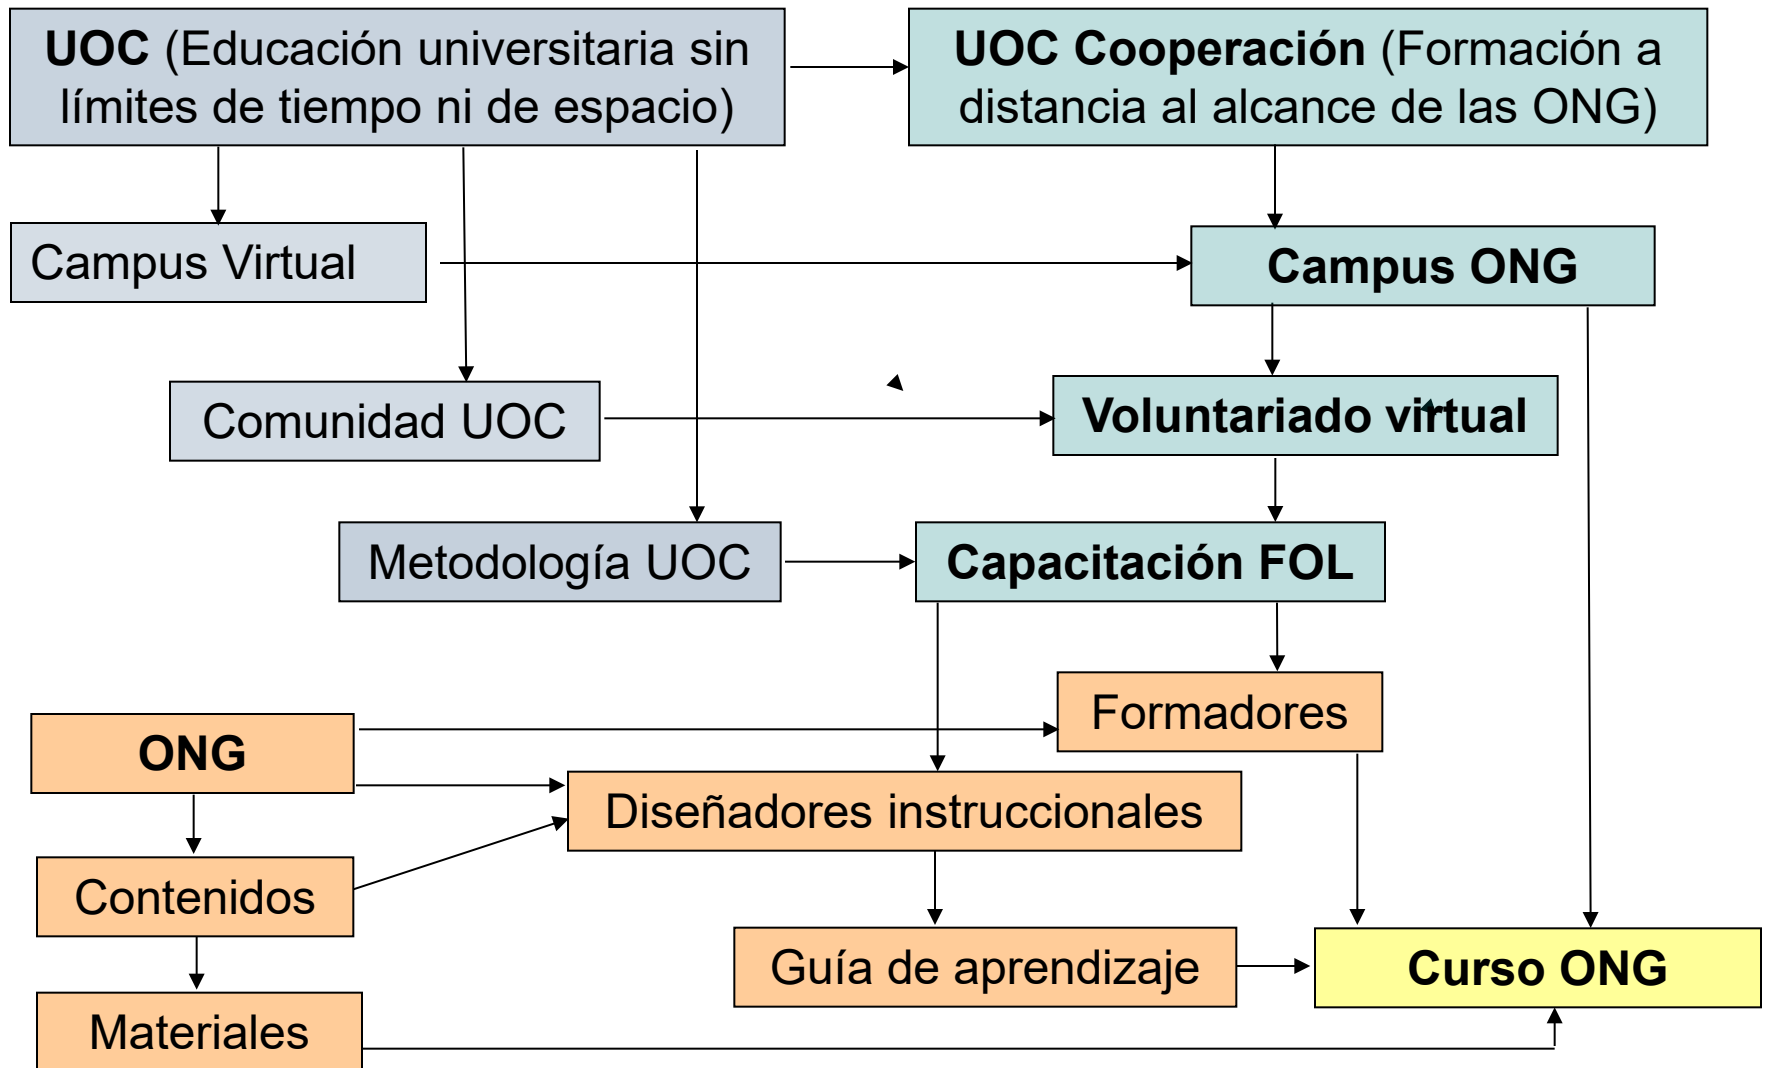 UOC (Educación universitaria sin
límites de tiempo ni de espacio)
UOC Cooperación (Formación a
distancia al alcance de las ONG)
Campus Virtual
Campus ONG
Comunidad UOC
Voluntariado virtual
Metodología UOC
Capacitación FOL
Formadores
ONG
Diseñadores instruccionales
Contenidos
Guía de aprendizaje
Curso ONG
Materiales